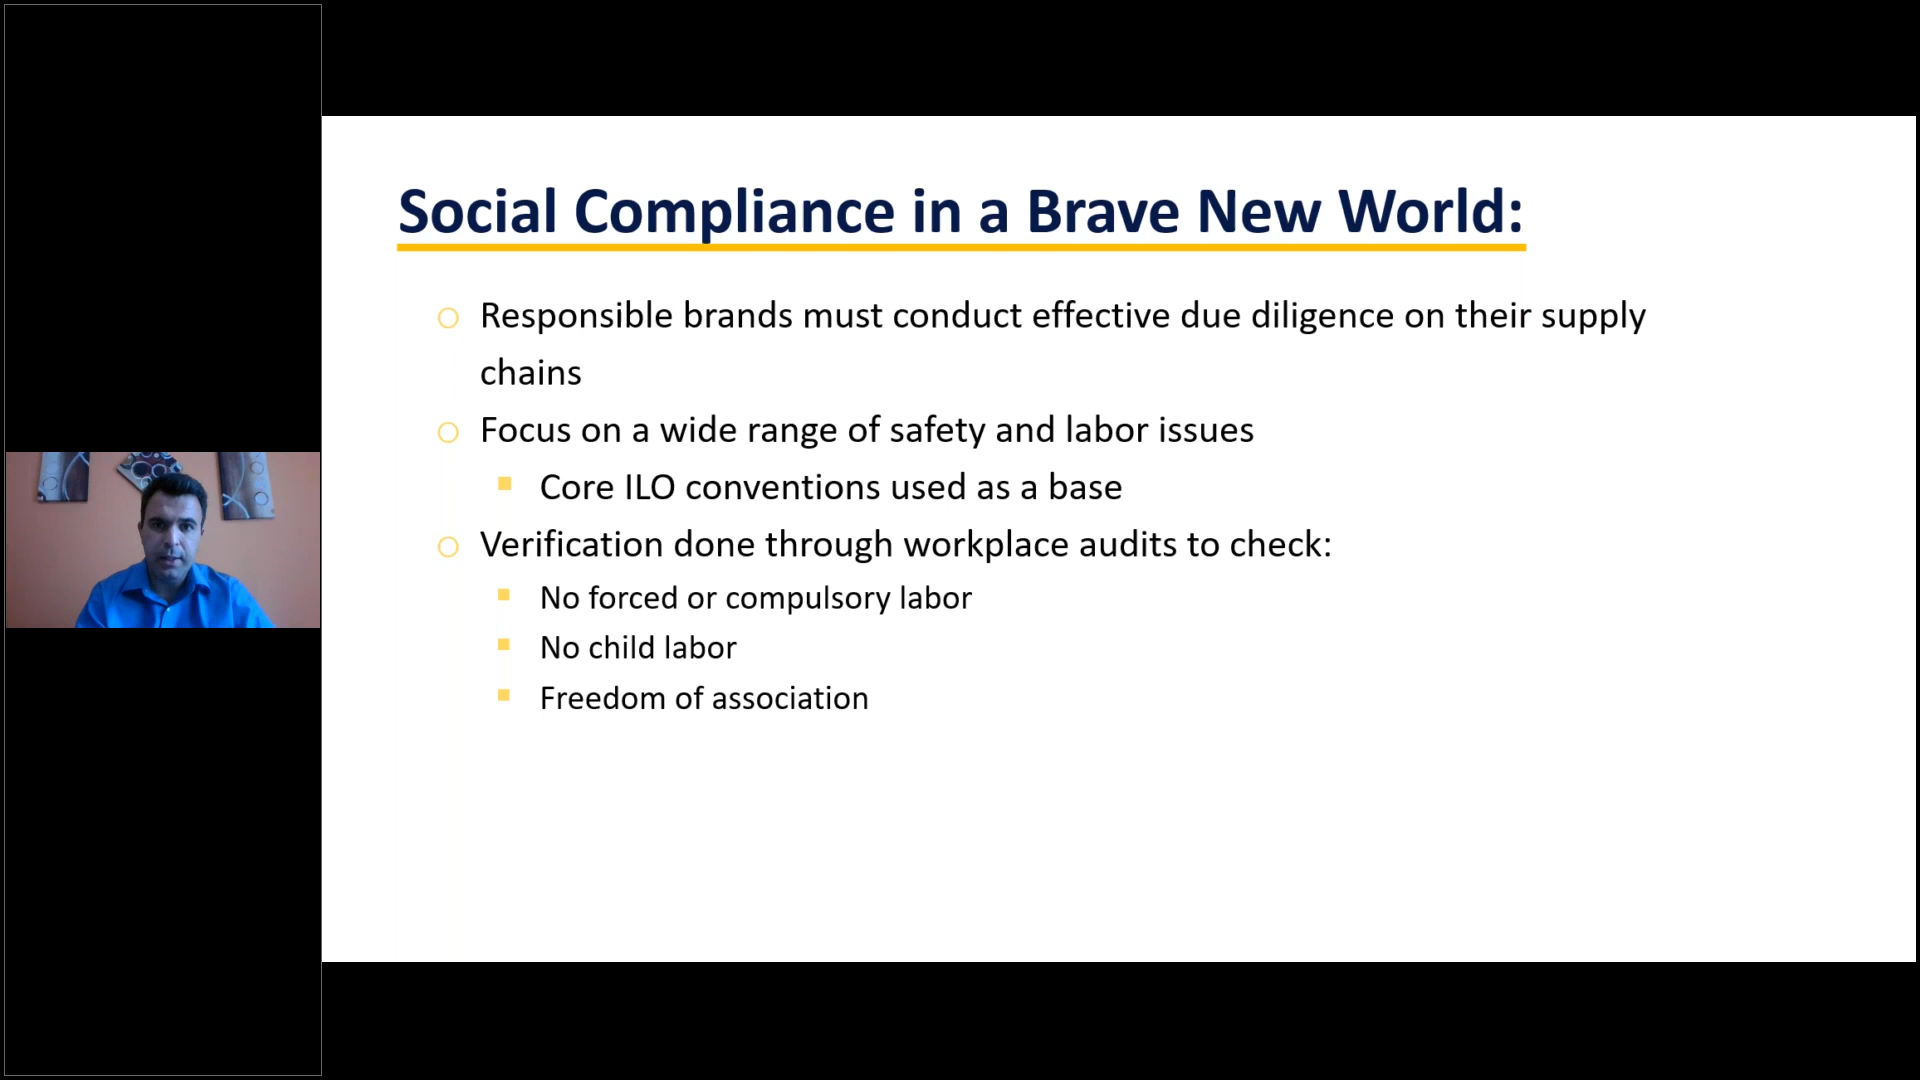 Social Compliance in a Brave New World:
Responsible brands must conduct effective due diligence on their supply
chains
Focus on a wide range of safety and labor issues
Core ILO conventions used as a base
Verification done through workplace audits to check:
No forced or compulsory labor
No child labor
Freedom of association